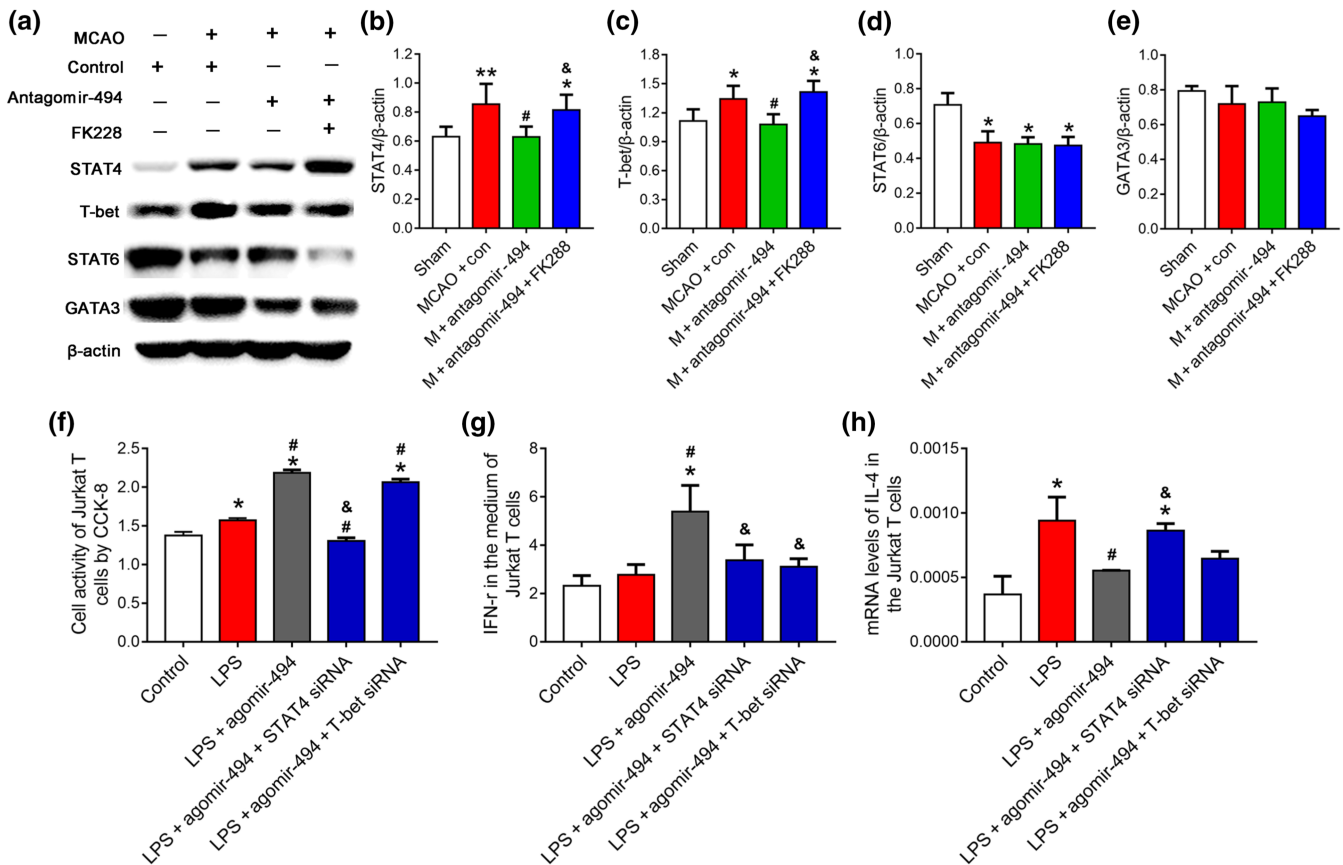 (a)
MCAO – + + +
Control + + – –
Antagomir-494 – – + +
FK228 – – – +
STAT4
T-bet
STAT6
GATA3
β-actin
(b)
STAT4/β-actin
1.2
1.0
0.8
0.6
0.4
0.2
0.0
**
#
&
*
Sham
MCAO + con
M + antagomir-494
M + antagomir-494 + FK288
(c)
T-bet/β-actin
1.8
1.5
1.2
0.9
0.6
0.3
0.0
*
#
&
*
Sham
MCAO + con
M + antagomir-494
M + antagomir-494 + FK288
(d)
STAT6/β-actin
1.0
0.8
0.6
0.4
0.2
0.0
* * *
Sham
MCAO + con
M + antagomir-494
M + antagomir-494 + FK288
(e)
GATA3/β-actin
1.0
0.8
0.6
0.4
0.2
0.0
Sham
MCAO + con
M + antagomir-494
M + antagomir-494 + FK288
(f)
Cell activity of Jurkat T
cells by CCK-8
2.5
2.0
1.5
1.0
0.5
0.0
*
#
*
&
#
#
*
Control
LPS
LPS + agomir-494
LPS + agomir-494 + STAT4 siRNA
LPS + agomir-494 + T-bet siRNA
(g)
IFN-r in the medium of
Jurkat T cells
8
6
4
2
0
#
*
&
&
Control
LPS
LPS + agomir-494
LPS + agomir-494 + STAT4 siRNA
LPS + agomir-494 + T-bet siRNA
(h)
mRNA levels of IL-4 in
the Jurkat T cells
0.0015
0.0010
0.0005
0.0000
*
#
&
*
Control
LPS
LPS + agomir-494
LPS + agomir-494 + STAT4 siRNA
LPS + agomir-494 + T-bet siRNA